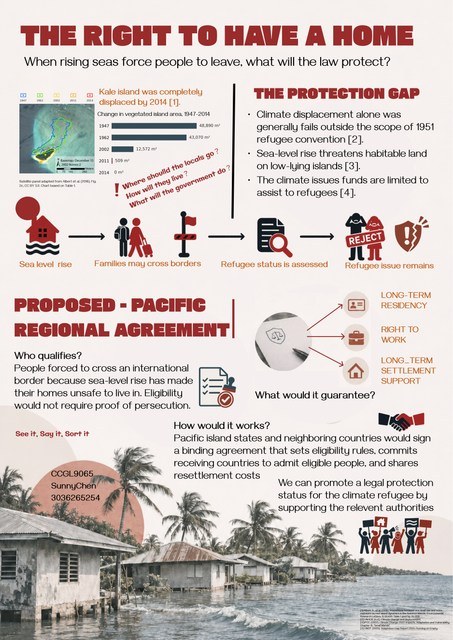 THE RIGHT TO HAVE A HOME
When rising seas force people to leave, what will the law protect?
Kale island was completely
displaced by 2014 [1].
Change in vegetated island area, 1947-2014
1947
48,890 m²
1962
43,070 m²
2002
12,572 m²
2011
509 m²
2014
0 m²
! Where should the locals go ?
How will they live ?
What will the government do ?
THE PROTECTION GAP
• Climate displacement alone was
generally fails outside the scope of 1951
refugee convention [2].
• Sea-level rise threatens habitable land
on low-lying islands [3].
• The climate issues funds are limited to
assist to refugees [4].
REJECT
Sea level rise
Families may cross borders
Refugee status is assessed
Refugee issue remains
PROPOSED - PACIFIC
REGIONAL AGREEMENT
Who qualifies?
People forced to cross an international
border because sea-level rise has made
their homes unsafe to live in. Eligibility
would not require proof of persecution.
LONG-TERM
RESIDENCY
RIGHT TO
WORK
LONG_TERM
SETTLEMENT
SUPPORT
What would it guarantee?
See it, Say it, Sort it
How would it works?
Pacific island states and neighboring countries would sign
a binding agreement that sets eligibility rules, commits
receiving countries to admit eligible people, and shares
resettlement costs
We can promote a legal protection
status for the climate refugee by
supporting the relevent authorities
CCGL9065
SunnyChen
3036265254